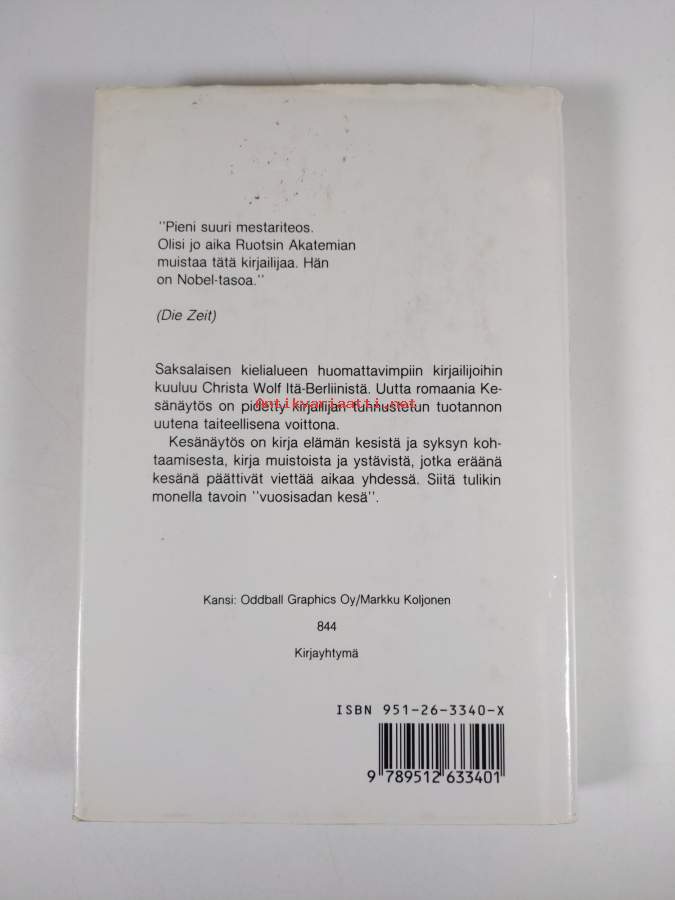 "Pieni suuri mestariteos.
Olisi jo aika Ruotsin Akatemian
muistaa tätä kirjailijaa. Hän
on Nobel-tasoa."
(Die Zeit)
Saksalaisen kielialueen huomattavimpiin kirjailijoihin
kuuluu Christa Wolf Itä-Berliinistä. Uutta romaania Ke-
sänäytös on pidetty kirjailijan tunnustetun tuotannon
Antikvariaatti.net
uutena taiteellisena voittona.
Kesänäytös on kirja elämän kesistä ja syksyn koh-
taamisesta, kirja muistoista ja ystävistä, jotka eräänä
kesänä päättivät viettää aikaa yhdessä. Siitä tulikin
monella tavoin "vuosisadan kesä".
Kansi: Oddball Graphics Oy/Markku Koljonen
844
Kirjayhtymä
ISBN 951-26-3340-X
9 789512 633401